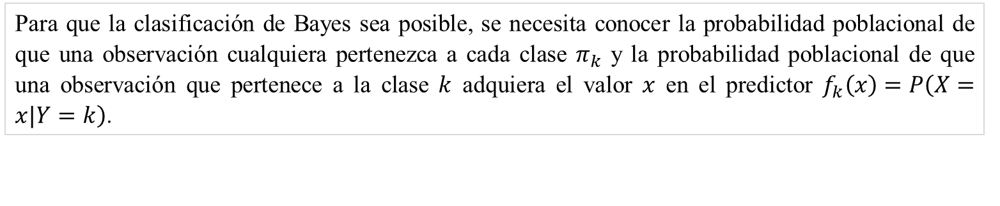 Para que la clasificación de Bayes sea posible, se necesita conocer la probabilidad poblacional de
que una observación cualquiera pertenezca a cada clase πₖ y la probabilidad poblacional de que
una observación que pertenece a la clase k adquiera el valor x en el predictor fₖ(x) = P(X =
x|Y = k).